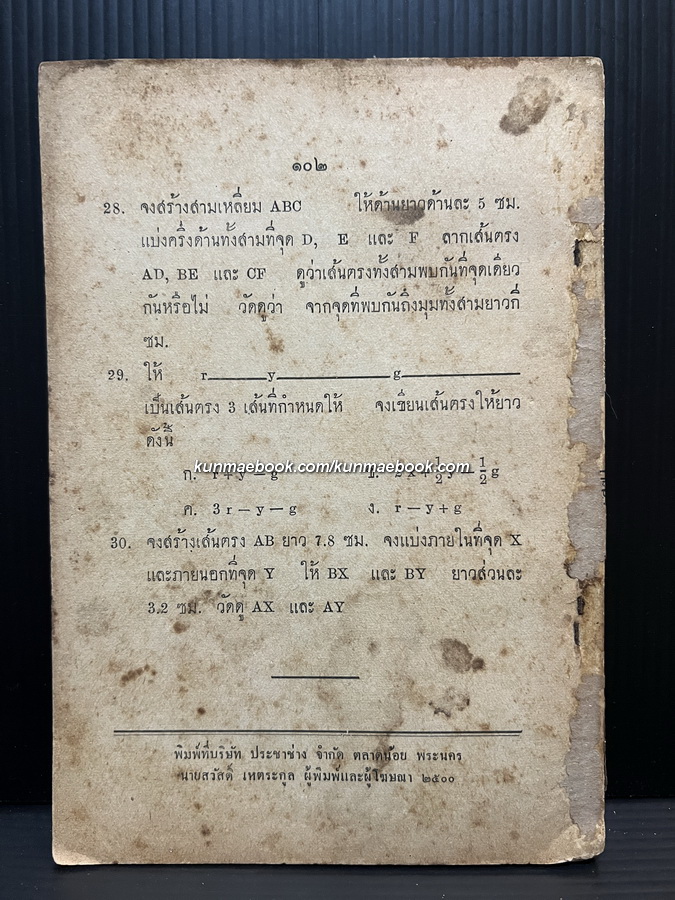 ๑๐๒
28. จงสร้างสามเหลี่ยม ABC ให้ด้านยาวด้านละ 5 ซม.
แบ่งครึ่งด้านทั้งสามที่จุด D, E และ F ลากเส้นตรง
AD, BE และ CF ดูว่าเส้นตรงทั้งสามพบกันที่จุดเดียว
กันหรือไม่ วัดดูว่า จากจุดที่พบกันถึงมุมทั้งสามยาวกี่
ซม.
29. ให้ r y g
เป็นเส้นตรง 3 เส้นที่กำหนดให้ จงเขียนเส้นตรงให้ยาว
ดังนี้
kunmaebook.com/kunmaebook.com
ก. r + y − g + ½y − ½g
ค. 3 r − y − g ง. r − y + g
30. จงสร้างเส้นตรง AB ยาว 7.8 ซม. จงแบ่งภายในที่จุด X
และภายนอกที่จุด Y ให้ BX และ BY ยาวส่วนละ
3.2 ซม. วัดดู AX และ AY
พิมพ์ที่บริษัท ประชาช่าง จำกัด ตลาดน้อย พระนคร
นายสวัสดิ์ เหตระกูล ผู้พิมพ์และผู้โฆษณา ๒๕๐๐